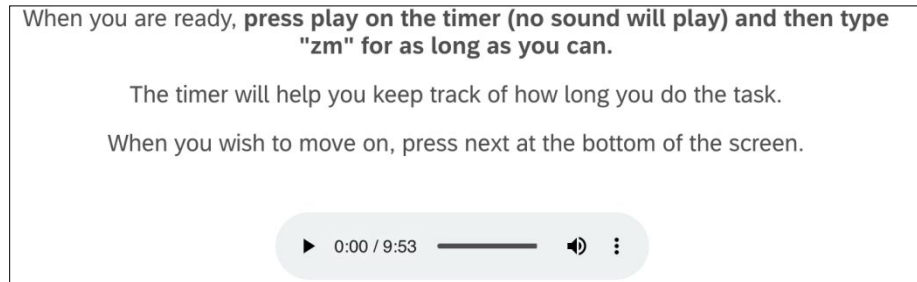 When you are ready, press play on the timer (no sound will play) and then type
"zm" for as long as you can.
The timer will help you keep track of how long you do the task.
When you wish to move on, press next at the bottom of the screen.
0:00 / 9:53